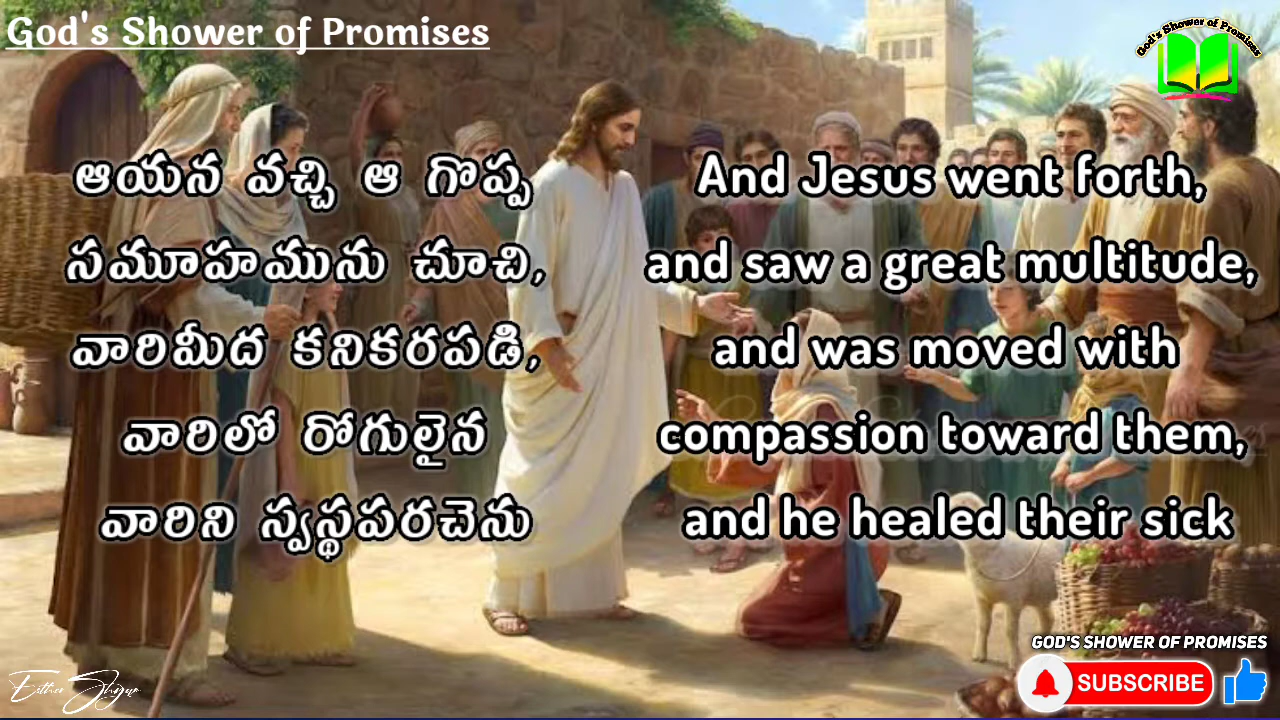 God's Shower of Promises
God's Shower of Promises
ఆయన వచ్చి ఆ గొప్ప
సమూహమును చూచి,
వారిమీద కనికరపడి,
వారిలో రోగులైన
వారిని స్వస్థపరచెను
And Jesus went forth,
and saw a great multitude,
and was moved with
compassion toward them,
and he healed their sick
GOD'S SHOWER OF PROMISES
SUBSCRIBE